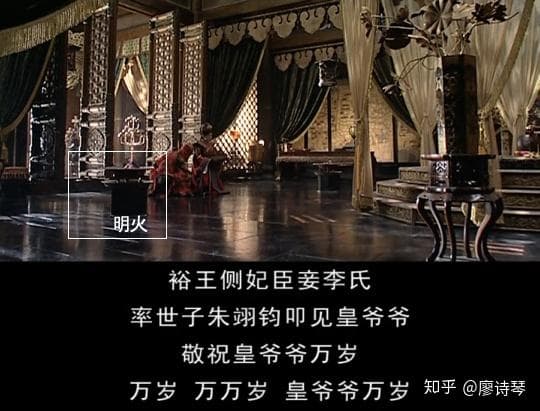 明火
裕王侧妃臣妾李氏
率世子朱翊钧叩见皇爷爷
敬祝皇爷爷万岁
万岁 万万岁 皇爷爷万岁
知乎 @廖诗琴